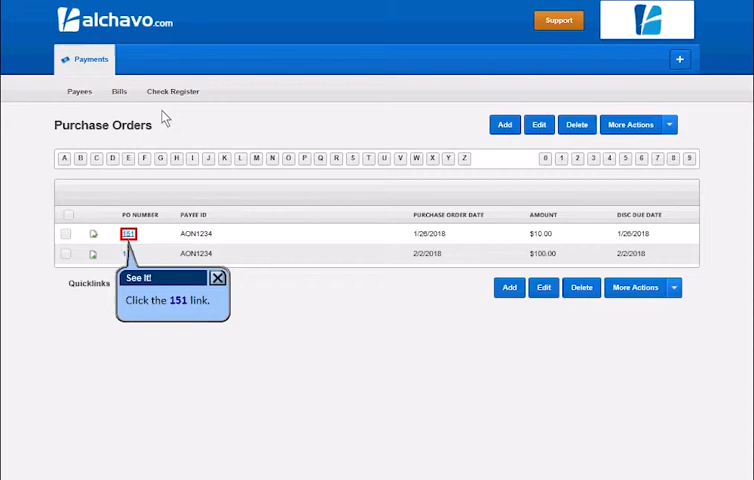 alchavo.com
Support
Payments
+
Payees Bills Check Register
Purchase Orders
Add Edit Delete More Actions
A B C D E F G H I J K L M N O P Q R S T U V W X Y Z 0 1 2 3 4 5 6 7 8 9
PO NUMBER PAYEE ID PURCHASE ORDER DATE AMOUNT DISC DUE DATE
151 AON1234 1/26/2018 $10.00 1/26/2018
AON1234 2/2/2018 $100.00 2/2/2018
See It!
Click the 151 link.
Quicklinks
Add Edit Delete More Actions